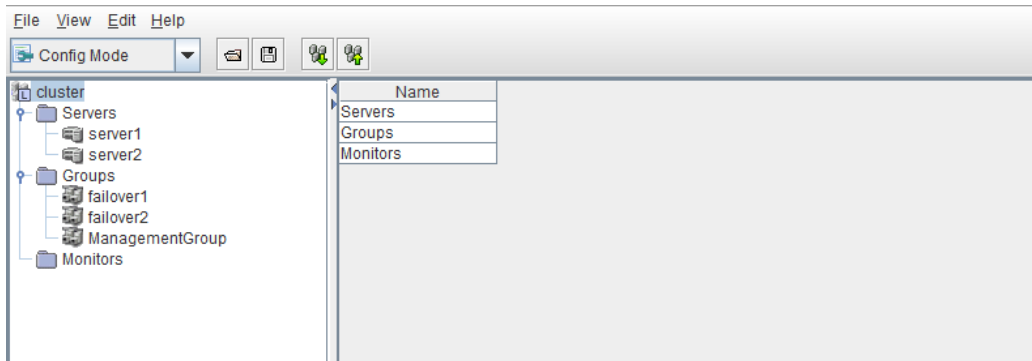 File View Edit Help
Config Mode
cluster
Servers
server1
server2
Groups
failover1
failover2
ManagementGroup
Monitors
Name
Servers
Groups
Monitors